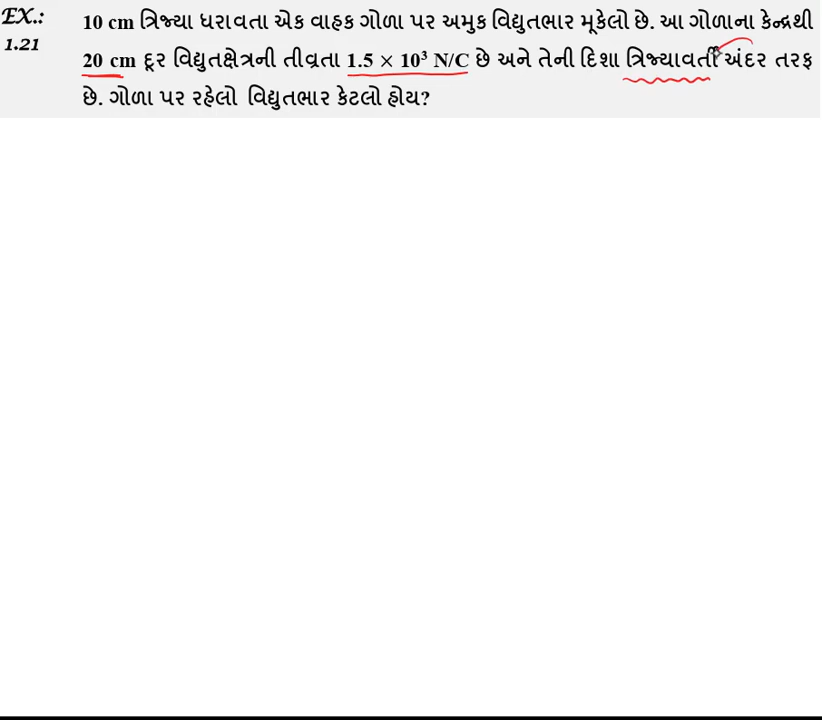 EX.: 10 cm ત્રિજ્યા ધરાવતા એક વાહક ગોળા પર અમુક વિદ્યુતભાર મૂકેલો છે. આ ગોળાના કેન્દ્રથી
1.21 20 cm દૂર વિદ્યુતક્ષેત્રની તીવ્રતા 1.5 × 10³ N/C છે અને તેની દિશા ત્રિજ્યાવર્તી અંદર તરફ
છે. ગોળા પર રહેલો વિદ્યુતભાર કેટલો હોય?